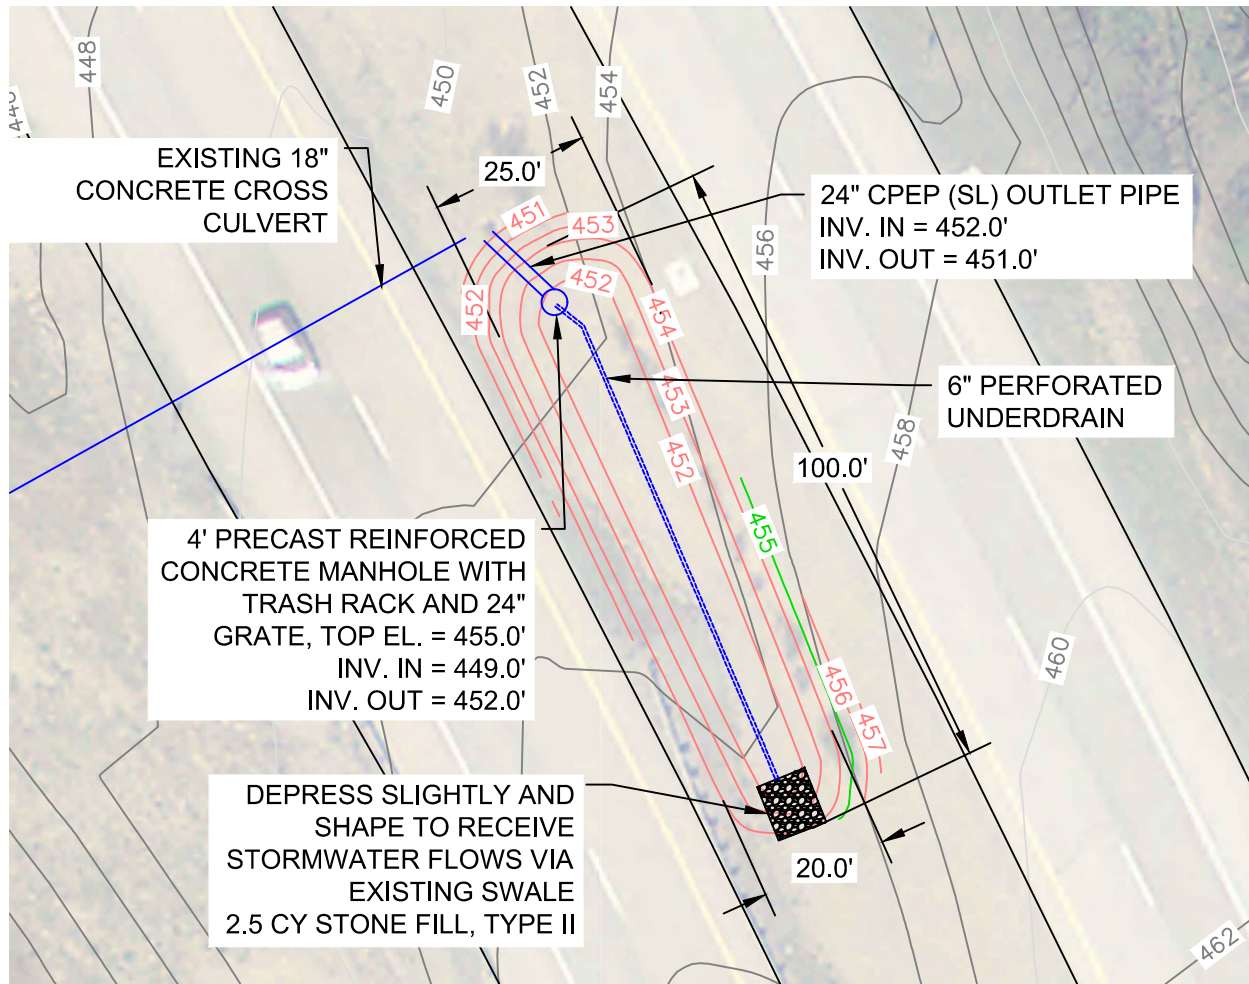 448
450
452
454
EXISTING 18"
CONCRETE CROSS
CULVERT
25.0'
24" CPEP (SL) OUTLET PIPE
INV. IN = 452.0'
INV. OUT = 451.0'
451
453
456
452
452
454
6" PERFORATED
UNDERDRAIN
453
458
452
100.0'
455
4' PRECAST REINFORCED
CONCRETE MANHOLE WITH
TRASH RACK AND 24"
GRATE, TOP EL. = 455.0'
INV. IN = 449.0'
INV. OUT = 452.0'
460
456
457
DEPRESS SLIGHTLY AND
SHAPE TO RECEIVE
STORMWATER FLOWS VIA
EXISTING SWALE
2.5 CY STONE FILL, TYPE II
20.0'
462